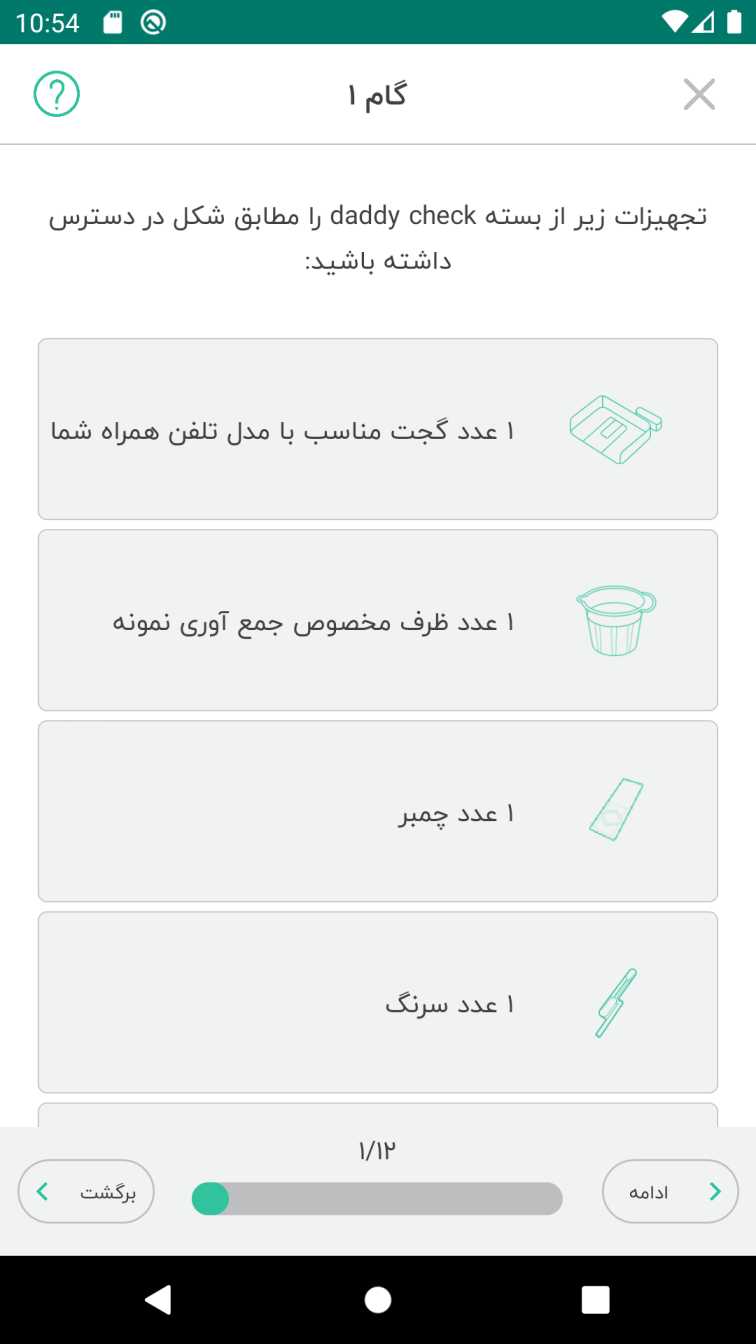 10:54
گام ۱
تجهیزات زیر از بسته daddy check را مطابق شکل در دسترس
داشته باشید:
۱ عدد گجت مناسب با مدل تلفن همراه شما
۱ عدد ظرف مخصوص جمع آوری نمونه
۱ عدد چمبر
۱ عدد سرنگ
۱/۱۲
ادامه
برگشت